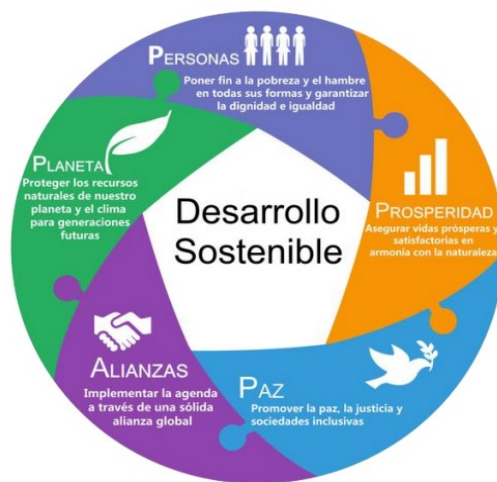 PERSONAS
Poner fin a la pobreza y el hambre
en todas sus formas y garantizar
la dignidad e igualdad
PROSPERIDAD
Asegurar vidas prósperas y
satisfactorias en
armonía con la naturaleza
PAZ
Promover la paz, la justicia y
sociedades inclusivas
ALIANZAS
Implementar la agenda
a través de una sólida
alianza global
PLANETA
Proteger los recursos
naturales de nuestro
planeta y el clima
para generaciones
futuras
Desarrollo
Sostenible